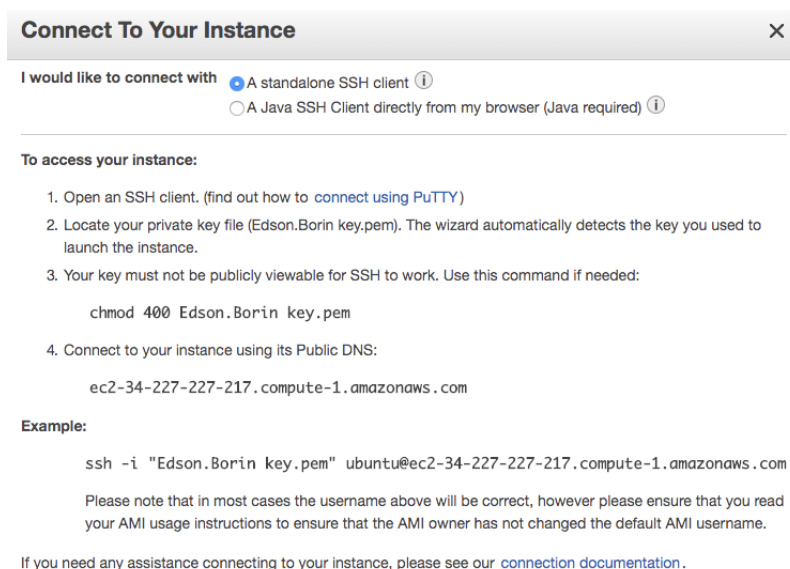 Connect To Your Instance
I would like to connect with
A standalone SSH client
A Java SSH Client directly from my browser (Java required)
To access your instance:
1. Open an SSH client. (find out how to connect using PuTTY)
2. Locate your private key file (Edson.Borin key.pem). The wizard automatically detects the key you used to
launch the instance.
3. Your key must not be publicly viewable for SSH to work. Use this command if needed:
chmod 400 Edson.Borin key.pem
4. Connect to your instance using its Public DNS:
ec2-34-227-227-217.compute-1.amazonaws.com
Example:
ssh -i "Edson.Borin key.pem" ubuntu@ec2-34-227-227-217.compute-1.amazonaws.com
Please note that in most cases the username above will be correct, however please ensure that you read
your AMI usage instructions to ensure that the AMI owner has not changed the default AMI username.
If you need any assistance connecting to your instance, please see our connection documentation.